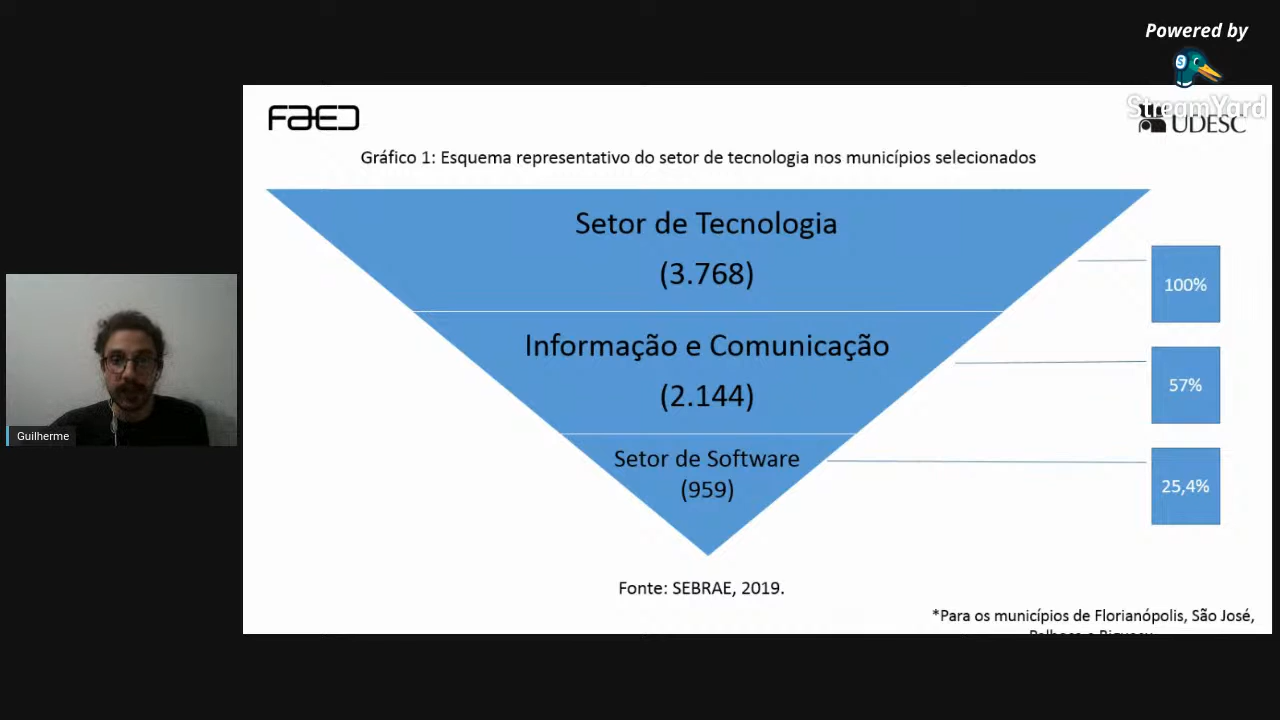 Powered by
StreamYard
FAED
UDESC
Gráfico 1: Esquema representativo do setor de tecnologia nos municípios selecionados
Setor de Tecnologia
(3.768)
100%
Informação e Comunicação
(2.144)
57%
Setor de Software
(959)
25,4%
Guilherme
Fonte: SEBRAE, 2019.
*Para os municípios de Florianópolis, São José,